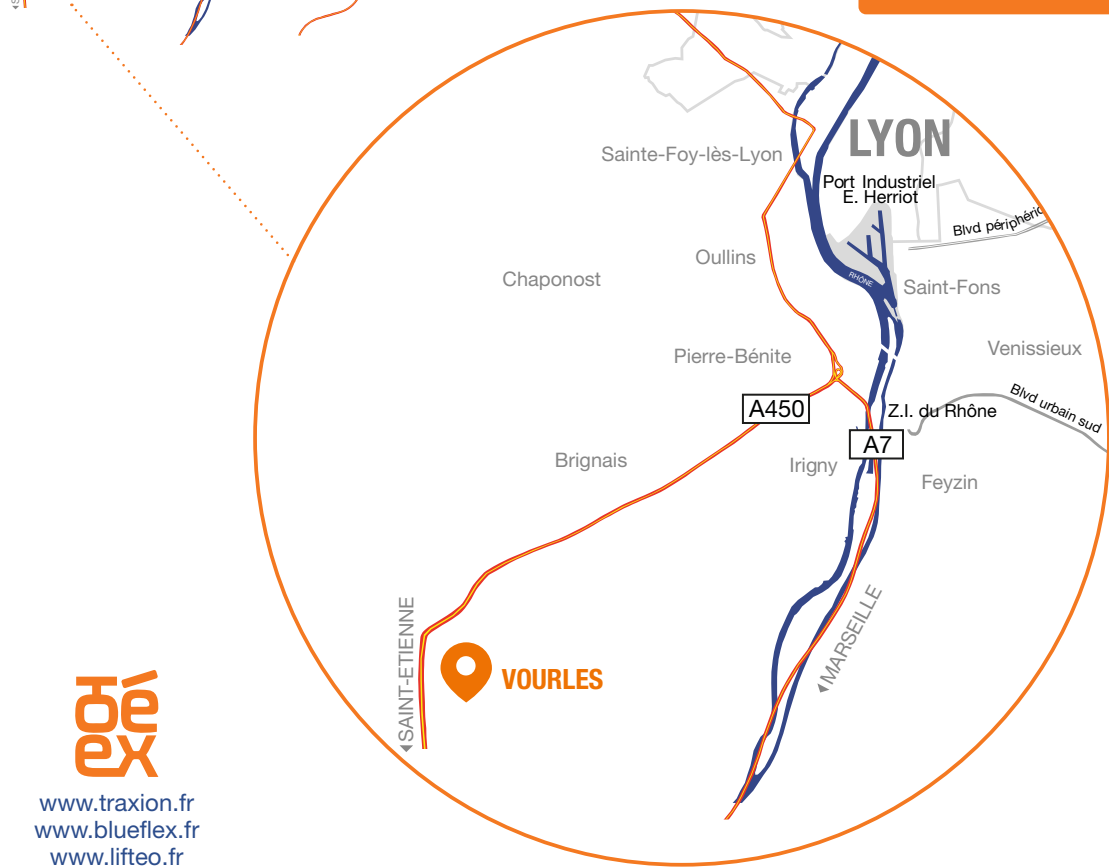 LYON
Sainte-Foy-lès-Lyon
Port Industriel
E. Herriot
Blvd périphéric
Oullins
RHÔNE
Chaponost
Saint-Fons
Pierre-Bénite
Venissieux
A450
Z.I. du Rhône
Blvd urbain sud
A7
Brignais
Irigny
Feyzin
SAINT-ETIENNE
MARSEILLE
VOURLES
www.traxion.fr
www.blueflex.fr
www.lifteo.fr